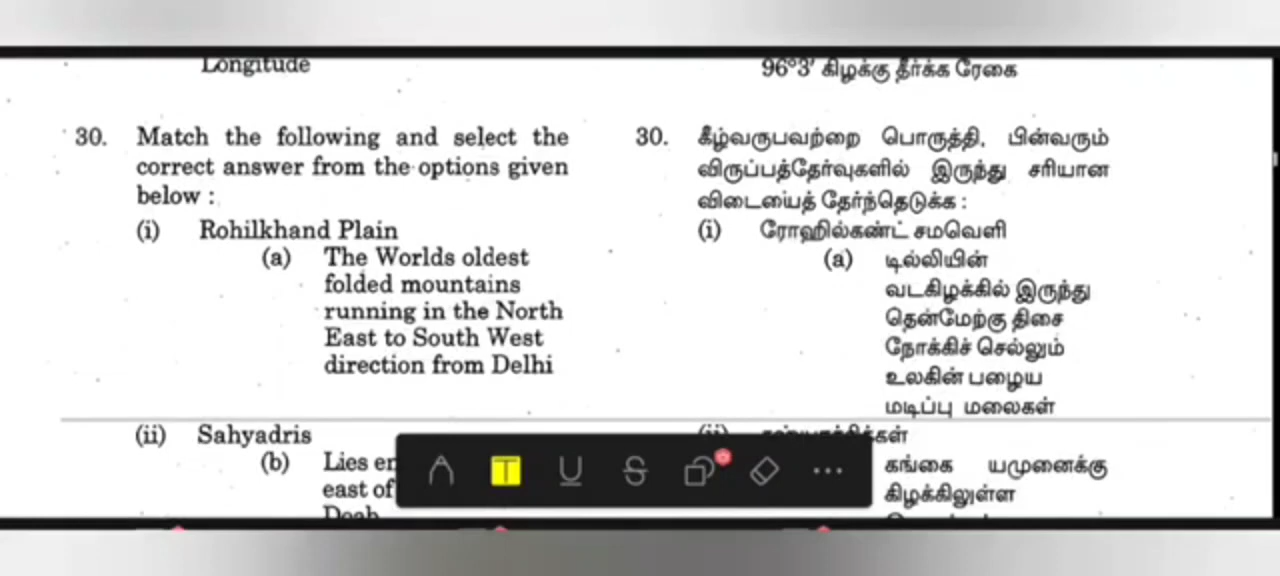 Longitude
30. Match the following and select the
correct answer from the options given
below :
(i) Rohilkhand Plain
(a) The Worlds oldest
folded mountains
running in the North
East to South West
direction from Delhi
(ii) Sahyadris
(b) Lies
east of
Doab
96°3' கிழக்கு தீர்க்க ரேகை
30. கீழ்வருபவற்றை பொருத்தி, பின்வரும்
விருப்பத்தேர்வுகளில் இருந்து சரியான
விடையைத் தேர்ந்தெடுக்க :
(i) ரோஹில்கண்ட் சமவெளி
(a) டில்லியின்
வடகிழக்கில் இருந்து
தென்மேற்கு திசை
நோக்கிச் செல்லும்
உலகின் பழைய
மடிப்பு மலைகள்
(ii)
கங்கை யமுனைக்கு
கிழக்கிலுள்ள